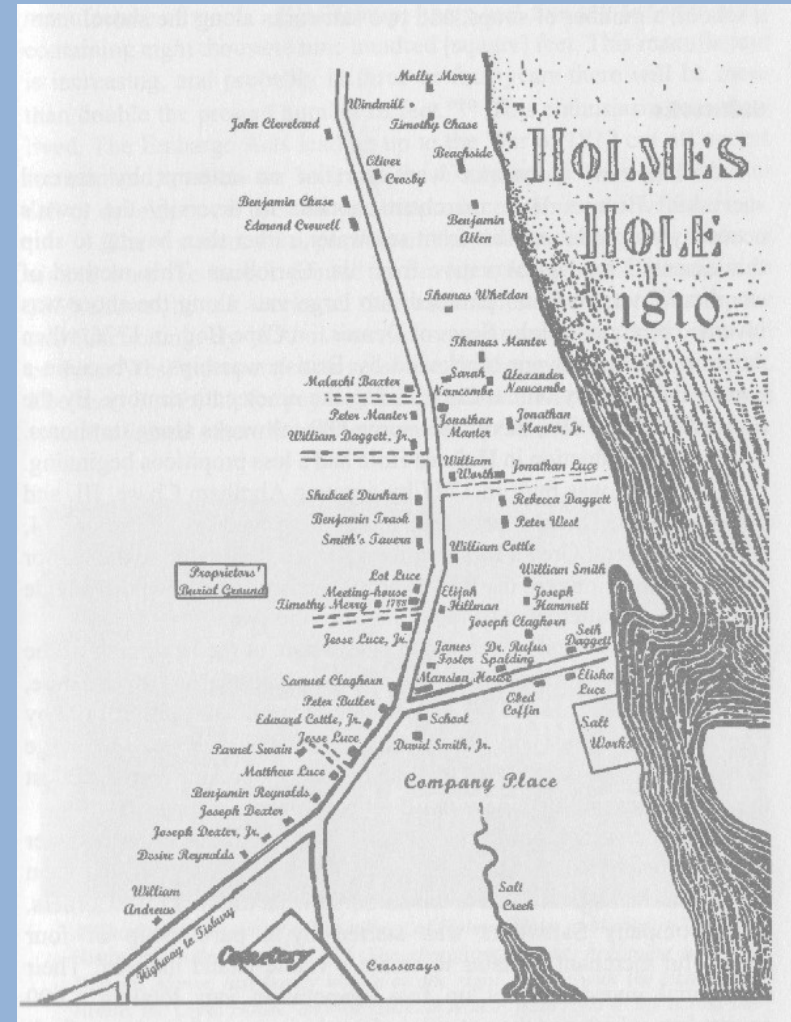 HOLMES
HOLE
1810
Molly Merry
Windmill
Timothy Chase
John Cleveland
Beachside
Oliver
Crosby
Benjamin Chase
Edmond Crowell
Benjamin
Allen
Thomas Wheldon
Thomas Manter
Malachi Baxter
Sarah
Newcombe
Alexander
Newcombe
Peter Manter
Jonathan
Manter
Jonathan
Manter, Jr.
William Daggett, Jr.
William
Worth
Jonathan Luce
Shubael Dunham
Rebecca Daggett
Benjamin Trask
Peter West
Smith's Tavern
William Cottle
Proprietors'
Burial Ground
Lot Luce
Meeting-house
1788
Timothy Merry
Elijah
Hillman
William Smith
Joseph
Hammett
Joseph Claghorn
Jesse Luce, Jr.
James
Foster
Dr. Rufus
Spalding
Seth
Daggett
Samuel Claghorn
Mansion House
Obed
Coffin
Elisha
Luce
Peter Butler
Edward Cottle, Jr.
School
Salt
Works
Jesse Luce
David Smith, Jr.
Parnel Swain
Matthew Luce
Company Place
Benjamin Reynolds
Joseph Dexter
Joseph Dexter, Jr.
Desire Reynolds
William
Andrews
Highway to Tisbury
Salt
Creek
Cemetery
Crossways